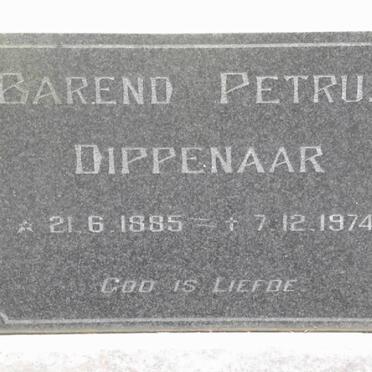 BAREND PETRUS
DIPPENAAR
* 21.6.1885 = † 7.12.1974
GOD IS LIEFDE